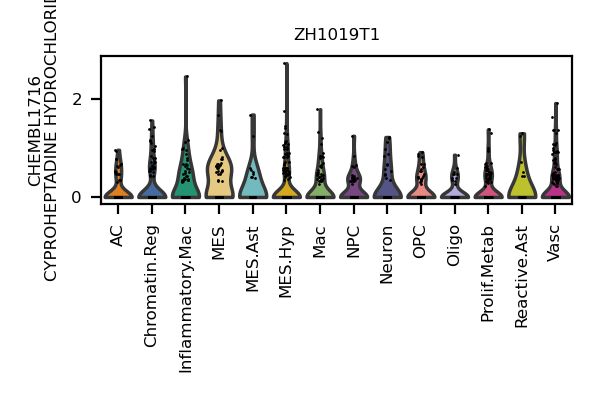 ZH1019T1
CHEMBL1716
CYPROHEPTADINE HYDROCHLORID
2
0
AC
Chromatin.Reg
Inflammatory.Mac
MES
MES.Ast
MES.Hyp
Mac
NPC
Neuron
OPC
Oligo
Prolif.Metab
Reactive.Ast
Vasc